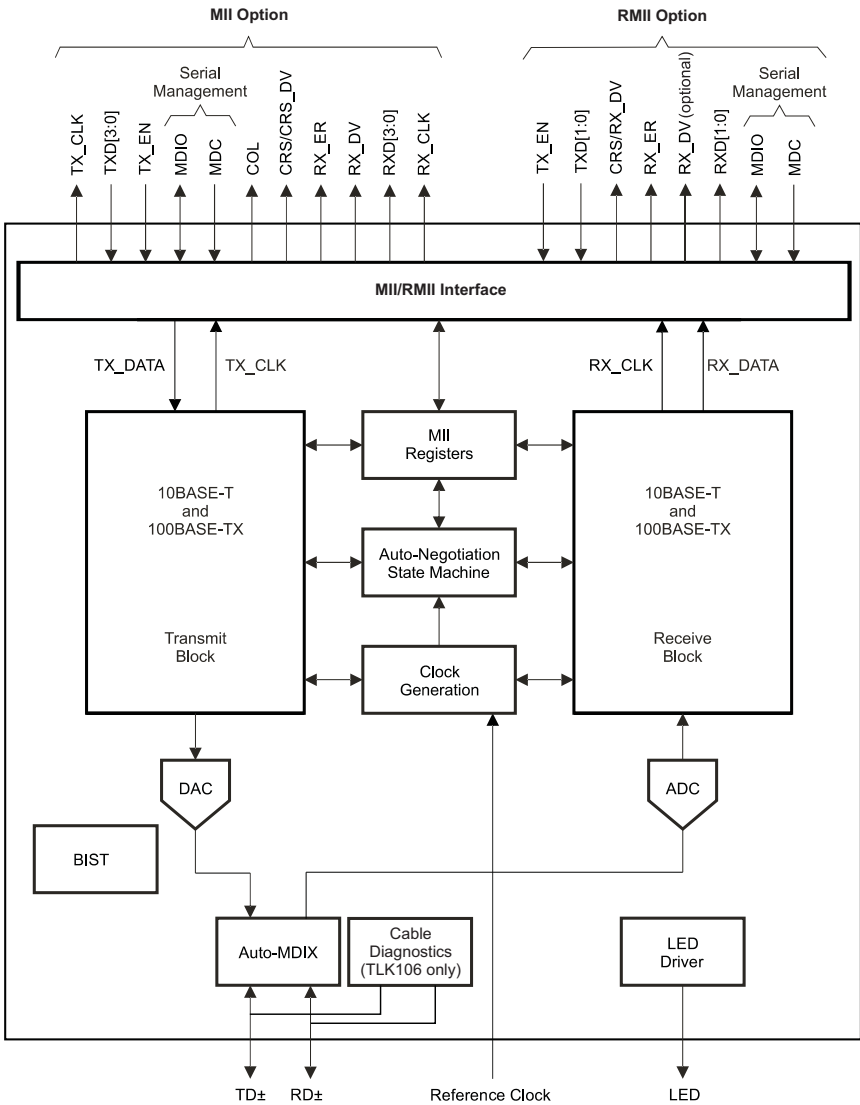 MII Option
RMII Option
Serial
Management
Serial
Management
TX_CLK
TXD[3:0]
TX_EN
MDIO
MDC
COL
CRS/CRS_DV
RX_ER
RX_DV
RXD[3:0]
RX_CLK
TX_EN
TXD[1:0]
CRS/RX_DV
RX_ER
RX_DV (optional)
RXD[1:0]
MDIO
MDC
MII/RMII Interface
TX_DATA
TX_CLK
RX_CLK
RX_DATA
10BASE-T
and
100BASE-TX
Transmit
Block
MII
Registers
Auto-Negotiation
State Machine
Clock
Generation
10BASE-T
and
100BASE-TX
Receive
Block
DAC
ADC
BIST
Auto-MDIX
Cable
Diagnostics
(TLK106 only)
LED
Driver
TD±
RD±
Reference Clock
LED